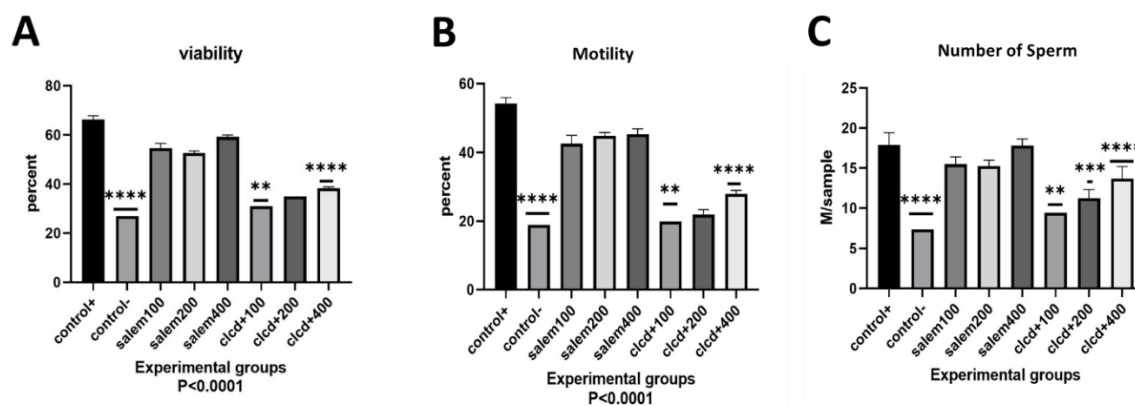 A
viability
percent
80
60
40
20
0
****
**
****
control+
control-
salem100
salem200
salem400
clcd+100
clcd+200
clcd+400
Experimental groups
P<0.0001
B
Motility
percent
60
40
20
0
****
**
****
control+
control-
salem100
salem200
salem400
clcd+100
clcd+200
clcd+400
Experimental groups
P<0.0001
C
Number of Sperm
M/sample
25
20
15
10
5
0
****
**
***
****
control+
control-
salem100
salem200
salem400
clcd+100
clcd+200
clcd+400
Experimental groups